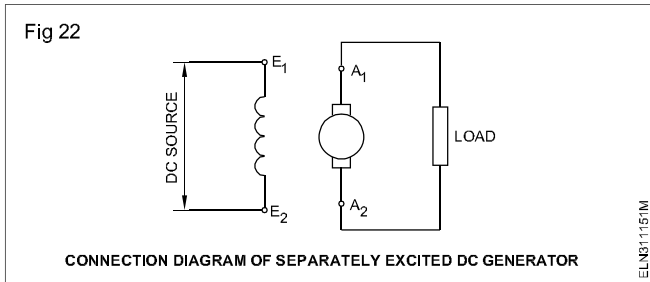 Fig 22
E1
A1
DC SOURCE
LOAD
E2
A2
CONNECTION DIAGRAM OF SEPARATELY EXCITED DC GENERATOR
ELN311151M